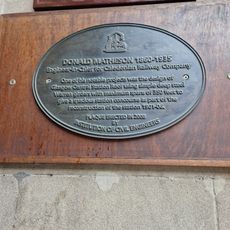 DONALD MATHESON 1860-1935
Engineer-in-Chief for Caledonian Railway Company
One of his notable projects was the design of
Glasgow Central Station Roof using simple deep steel
Warren girders with maximum spans of 250 feet to
give a spacious station concourse as part of the
reconstruction of the station 1901-06.
PLAQUE ERECTED IN 2008
BY
INSTITUTION OF CIVIL ENGINEERS